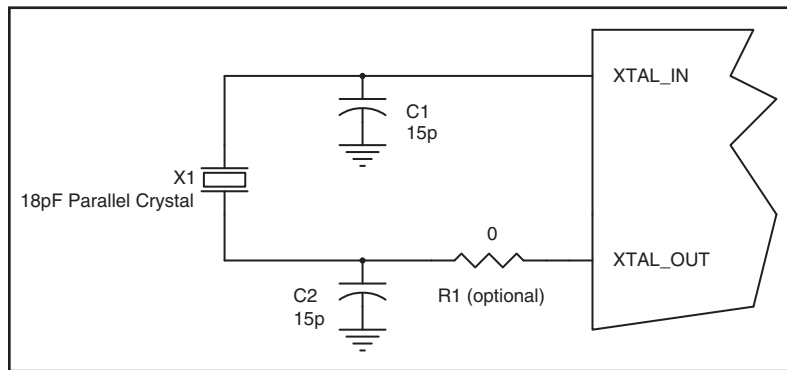 XTAL_IN
C1
15p
X1
18pF Parallel Crystal
0
XTAL_OUT
C2
15p
R1 (optional)